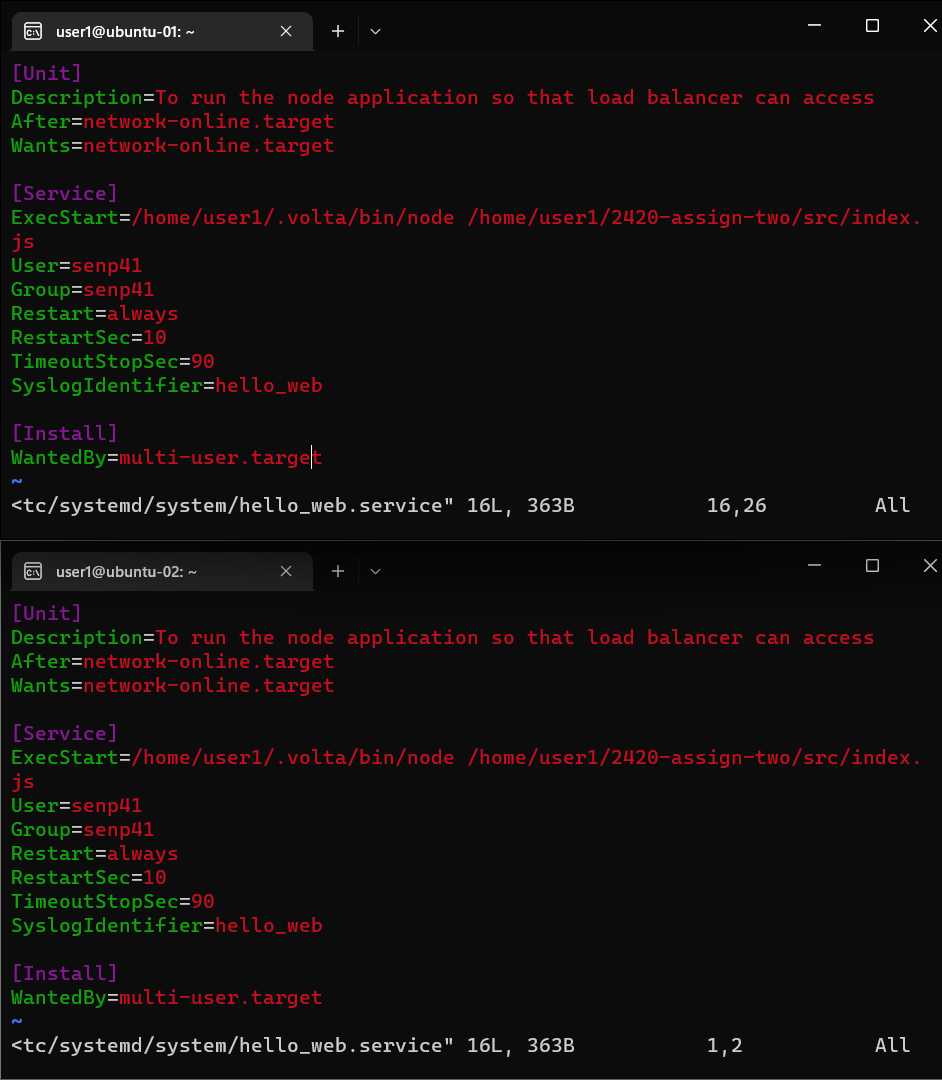 user1@ubuntu-01: ~
[Unit]
Description=To run the node application so that load balancer can access
After=network-online.target
Wants=network-online.target
[Service]
ExecStart=/home/user1/.volta/bin/node /home/user1/2420-assign-two/src/index.
js
User=senp41
Group=senp41
Restart=always
RestartSec=10
TimeoutStopSec=90
SyslogIdentifier=hello_web
[Install]
WantedBy=multi-user.target
~
<tc/systemd/system/hello_web.service" 16L, 363B 16,26 All
user1@ubuntu-02: ~
[Unit]
Description=To run the node application so that load balancer can access
After=network-online.target
Wants=network-online.target
[Service]
ExecStart=/home/user1/.volta/bin/node /home/user1/2420-assign-two/src/index.
js
User=senp41
Group=senp41
Restart=always
RestartSec=10
TimeoutStopSec=90
SyslogIdentifier=hello_web
[Install]
WantedBy=multi-user.target
~
<tc/systemd/system/hello_web.service" 16L, 363B 1,2 All